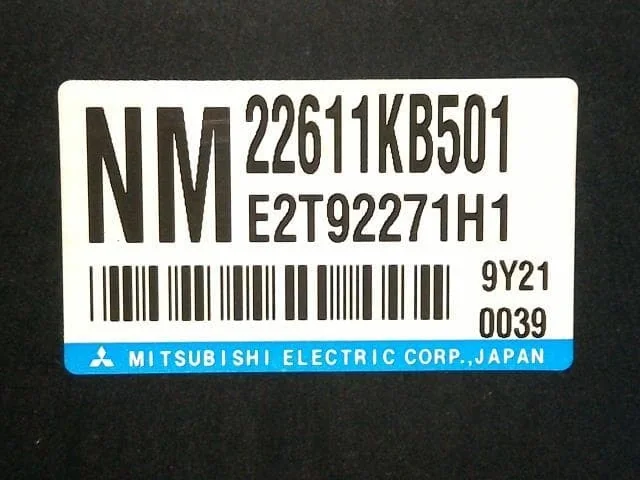 NM 22611KB501
E2T92271H1
9Y21
0039
MITSUBISHI ELECTRIC CORP.,JAPAN